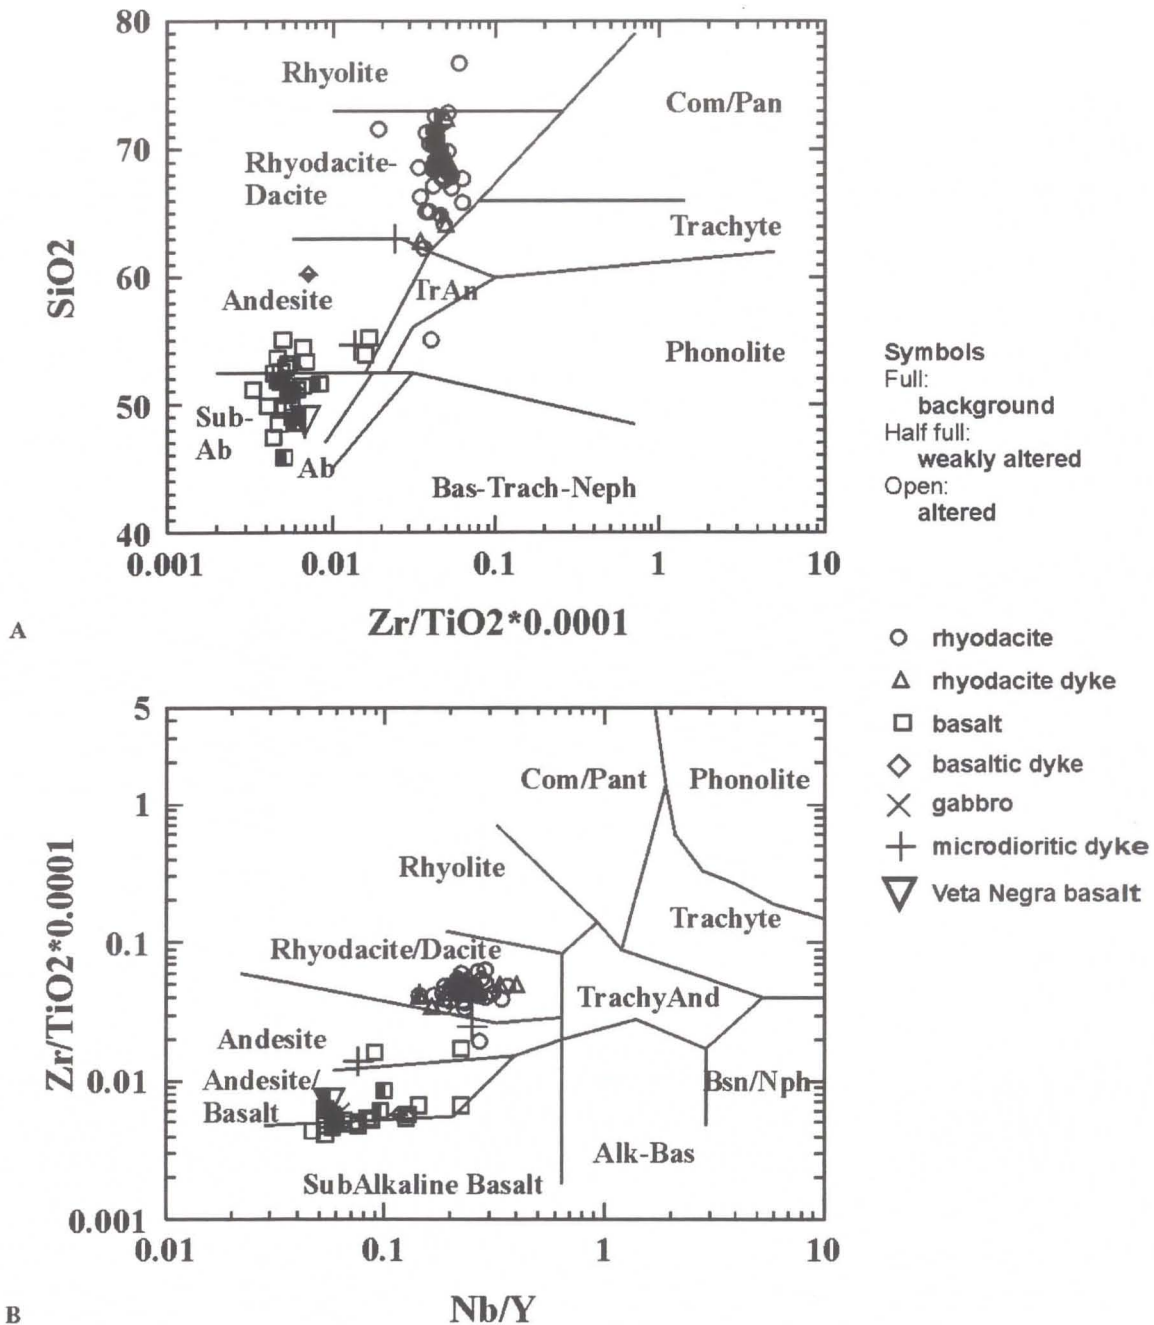 80
Rhyolite
Com/Pan
70
Rhyodacite-
Dacite
Trachyte
SiO2
60
TrAn
Andesite
Phonolite
50
Sub-
Ab
Ab
Bas-Trach-Neph
40
0.001
0.01
0.1
1
10
Zr/TiO2*0.0001
A
Symbols
Full:
background
Half full:
weakly altered
Open:
altered
rhyodacite
rhyodacite dyke
basalt
basaltic dyke
gabbro
microdioritic dyke
Veta Negra basalt
5
Com/Pant
Phonolite
1
Rhyolite
Trachyte
Zr/TiO2*0.0001
0.1
Rhyodacite/Dacite
TrachyAnd
Andesite
0.01
Andesite/
Basalt
Bsn/Nph
Alk-Bas
SubAlkaline Basalt
0.001
0.01
0.1
1
10
Nb/Y
B